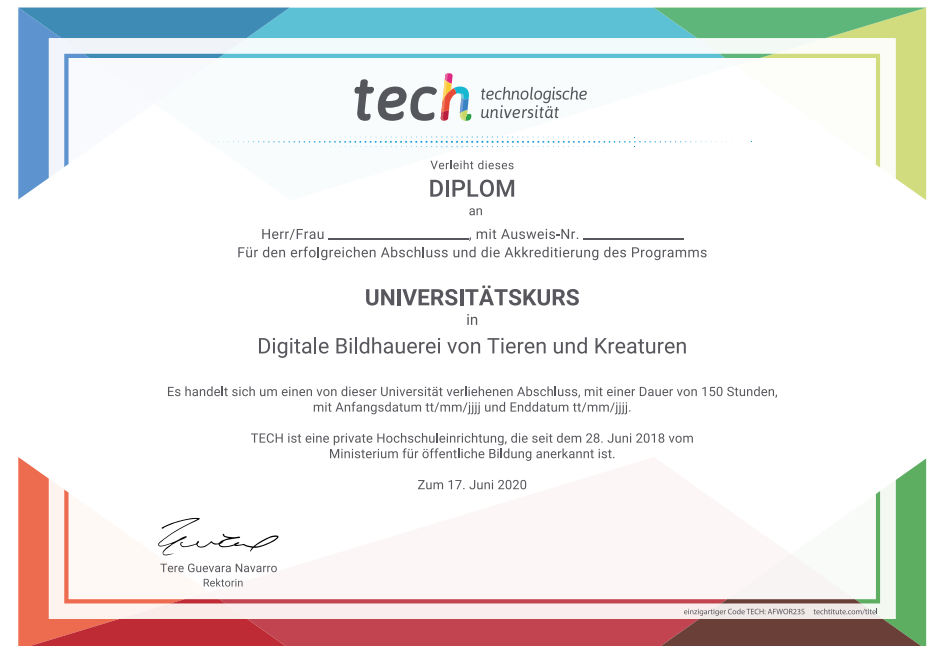 tech technologische
universität
Verleiht dieses
DIPLOM
an
Herr/Frau ____________________, mit Ausweis-Nr. ______________
Für den erfolgreichen Abschluss und die Akkreditierung des Programms
UNIVERSITÄTSKURS
in
Digitale Bildhauerei von Tieren und Kreaturen
Es handelt sich um einen von dieser Universität verliehenen Abschluss, mit einer Dauer von 150 Stunden,
mit Anfangsdatum tt/mm/jjjj und Enddatum tt/mm/jjjj.
TECH ist eine private Hochschuleinrichtung, die seit dem 28. Juni 2018 vom
Ministerium für öffentliche Bildung anerkannt ist.
Zum 17. Juni 2020
Tere Guevara Navarro
Rektorin
einzigartiger Code TECH: AFWOR23S techtitute.com/titel